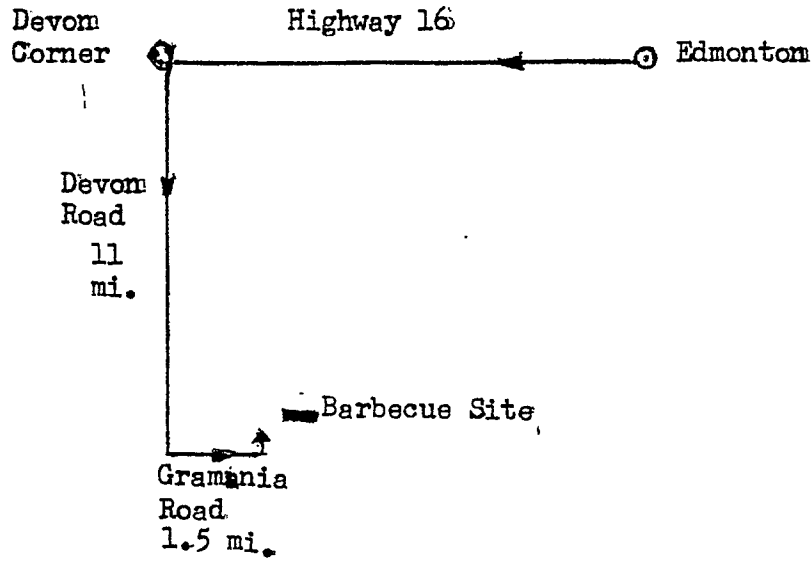 Devon
Corner
Highway 16
Edmonton
Devon
Road
11
mi.
Barbecue Site
Gramania
Road
1.5 mi.